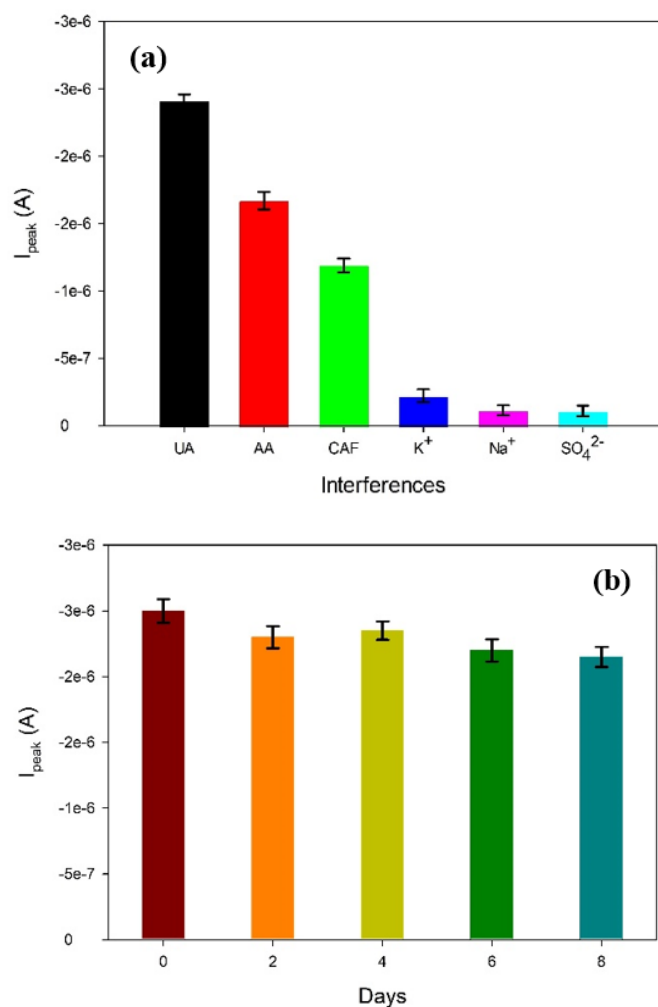 (a)
-3e-6
-3e-6
-2e-6
-2e-6
-1e-6
-5e-7
0
I_peak (A)
UA AA CAF K⁺ Na⁺ SO₄²⁻
Interferences
(b)
-3e-6
-3e-6
-2e-6
-2e-6
-1e-6
-5e-7
0
I_peak (A)
0 2 4 6 8
Days